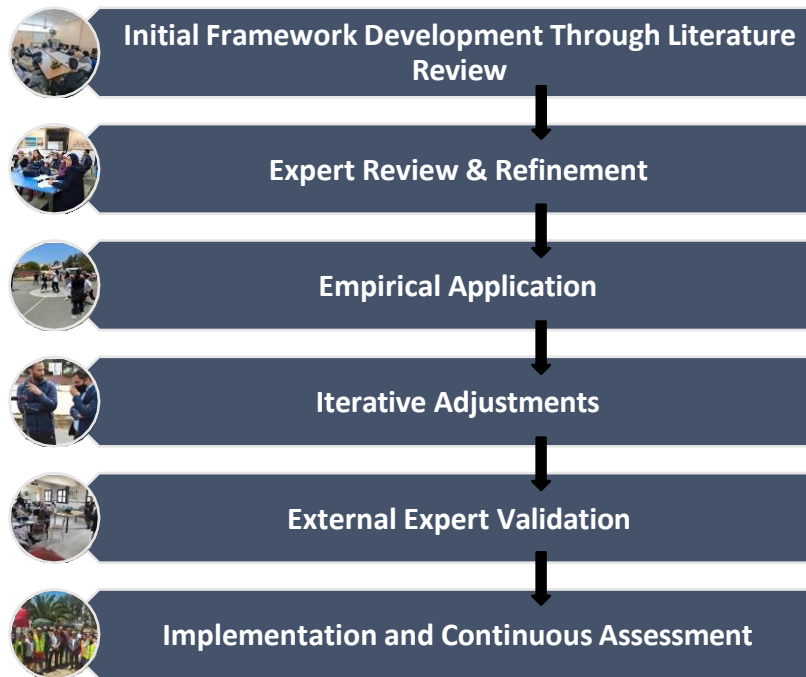 Initial Framework Development Through Literature
Review
Expert Review & Refinement
Empirical Application
Iterative Adjustments
External Expert Validation
Implementation and Continuous Assessment